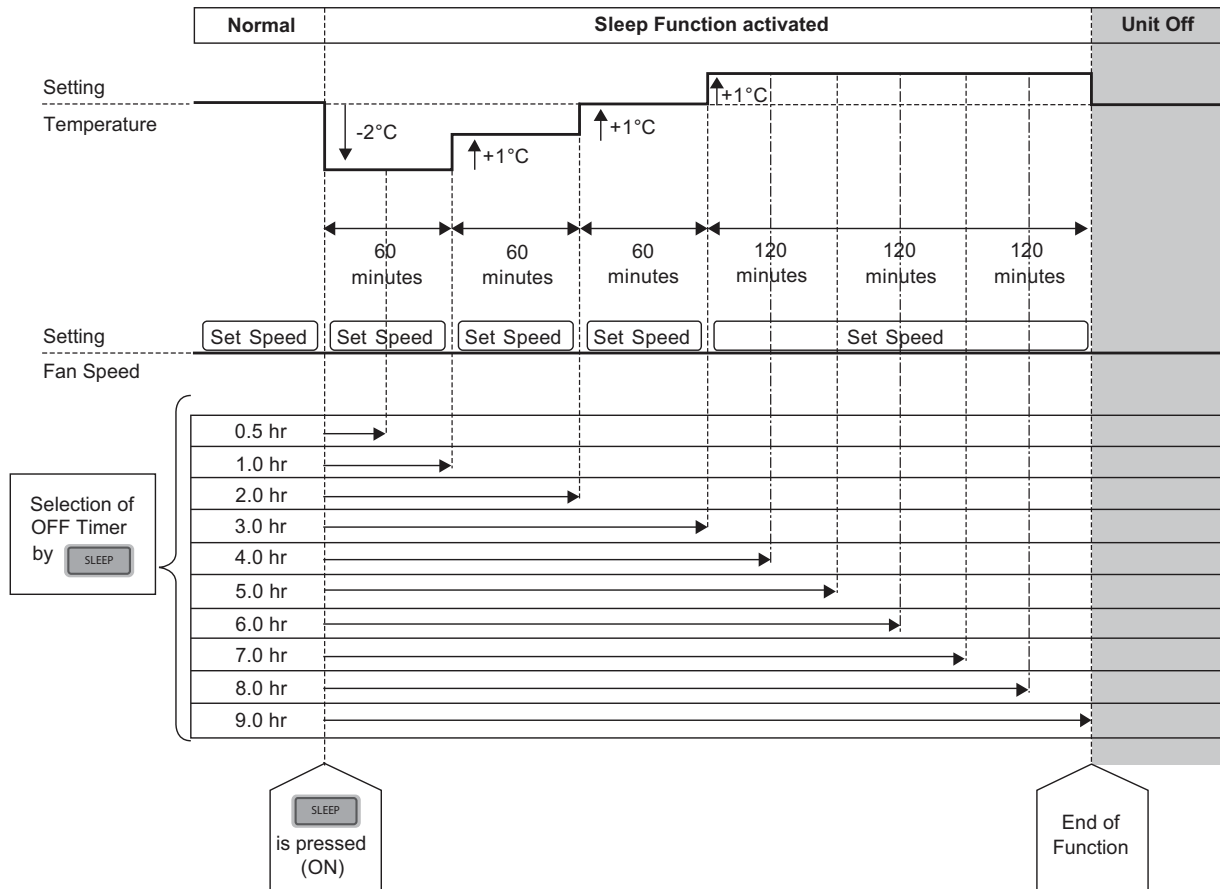 Normal Sleep Function activated Unit Off
Setting
Temperature
-2°C
+1°C
+1°C
+1°C
60
minutes
60
minutes
60
minutes
120
minutes
120
minutes
120
minutes
Setting
Fan Speed
Set Speed Set Speed Set Speed Set Speed Set Speed
Selection of
OFF Timer
by SLEEP
0.5 hr
1.0 hr
2.0 hr
3.0 hr
4.0 hr
5.0 hr
6.0 hr
7.0 hr
8.0 hr
9.0 hr
SLEEP
is pressed
(ON)
End of
Function